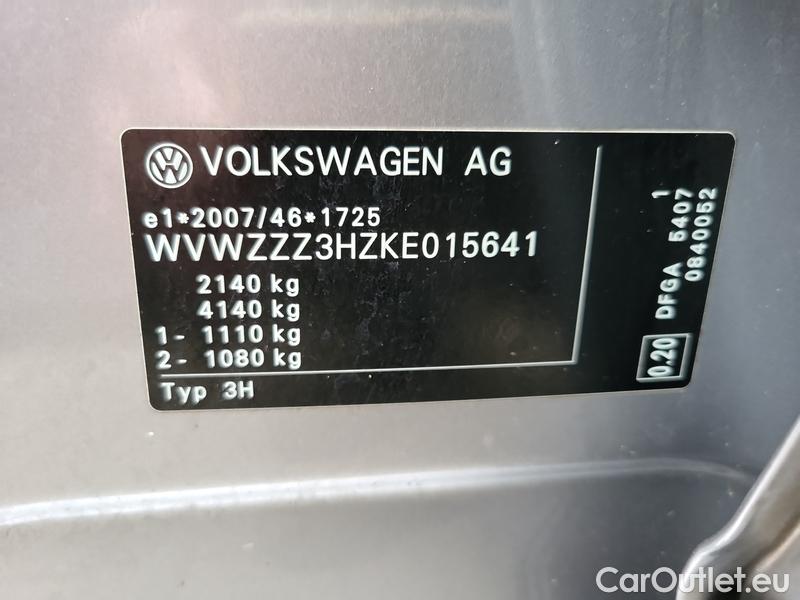 VOLKSWAGEN AG
e1*2007/46*1725
WVWZZZ3HZKE015641
2140 kg
4140 kg
1- 1110 kg
2- 1080 kg
Typ 3H
1
DFGA 5407
0840052
0.20
CarOutlet.eu